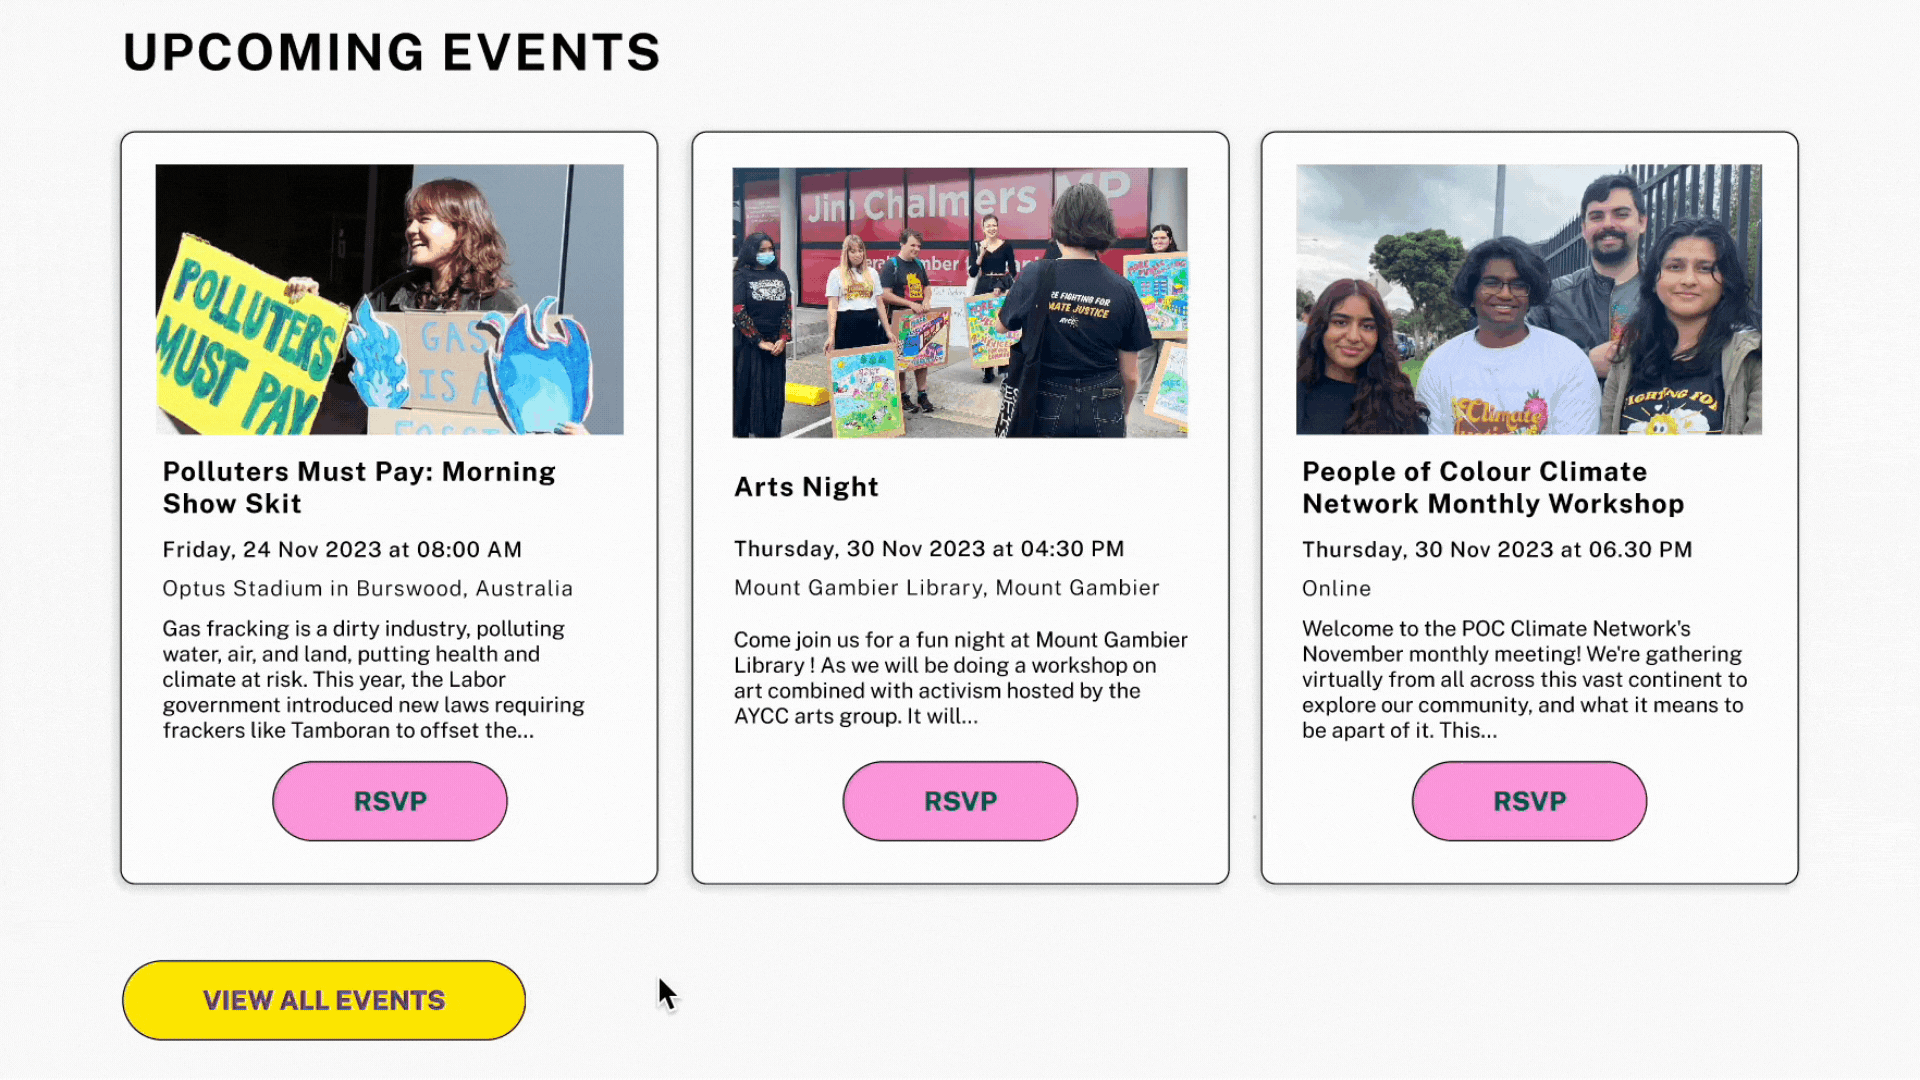 UPCOMING EVENTS
POLLUTERS
MUST PAY
GAS
IS A
Jim Chalmers MP
FIGHTING FOR
MATE JUSTICE
AYCC
Climate
Polluters Must Pay: Morning
Show Skit
Friday, 24 Nov 2023 at 08:00 AM
Optus Stadium in Burswood, Australia
Gas fracking is a dirty industry, polluting
water, air, and land, putting health and
climate at risk. This year, the Labor
government introduced new laws requiring
frackers like Tamboran to offset the...
RSVP
Arts Night
Thursday, 30 Nov 2023 at 04:30 PM
Mount Gambier Library, Mount Gambier
Come join us for a fun night at Mount Gambier
Library ! As we will be doing a workshop on
art combined with activism hosted by the
AYCC arts group. It will...
RSVP
People of Colour Climate
Network Monthly Workshop
Thursday, 30 Nov 2023 at 06.30 PM
Online
Welcome to the POC Climate Network's
November monthly meeting! We're gathering
virtually from all across this vast continent to
explore our community, and what it means to
be apart of it. This...
RSVP
VIEW ALL EVENTS